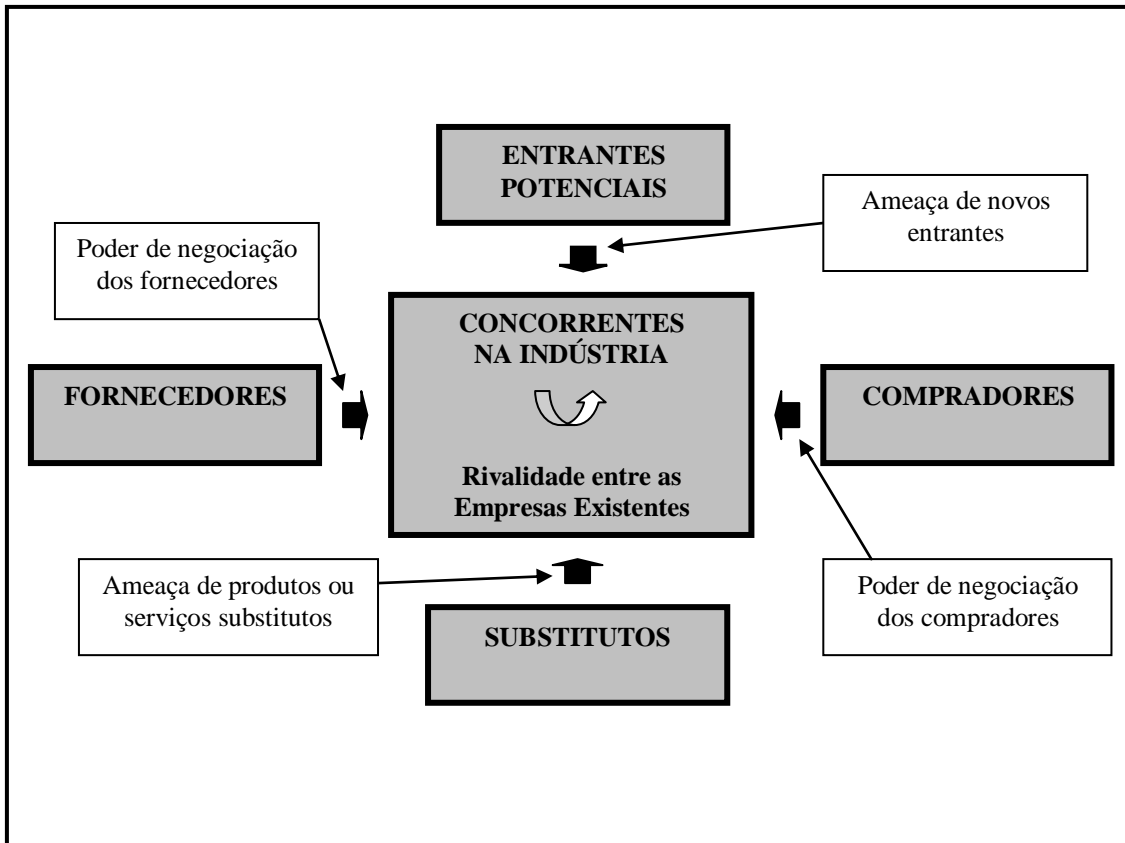 ENTRANTES
POTENCIAIS
Ameaça de novos
entrantes
Poder de negociação
dos fornecedores
CONCORRENTES
NA INDÚSTRIA
FORNECEDORES
COMPRADORES
Rivalidade entre as
Empresas Existentes
Ameaça de produtos ou
serviços substitutos
Poder de negociação
dos compradores
SUBSTITUTOS